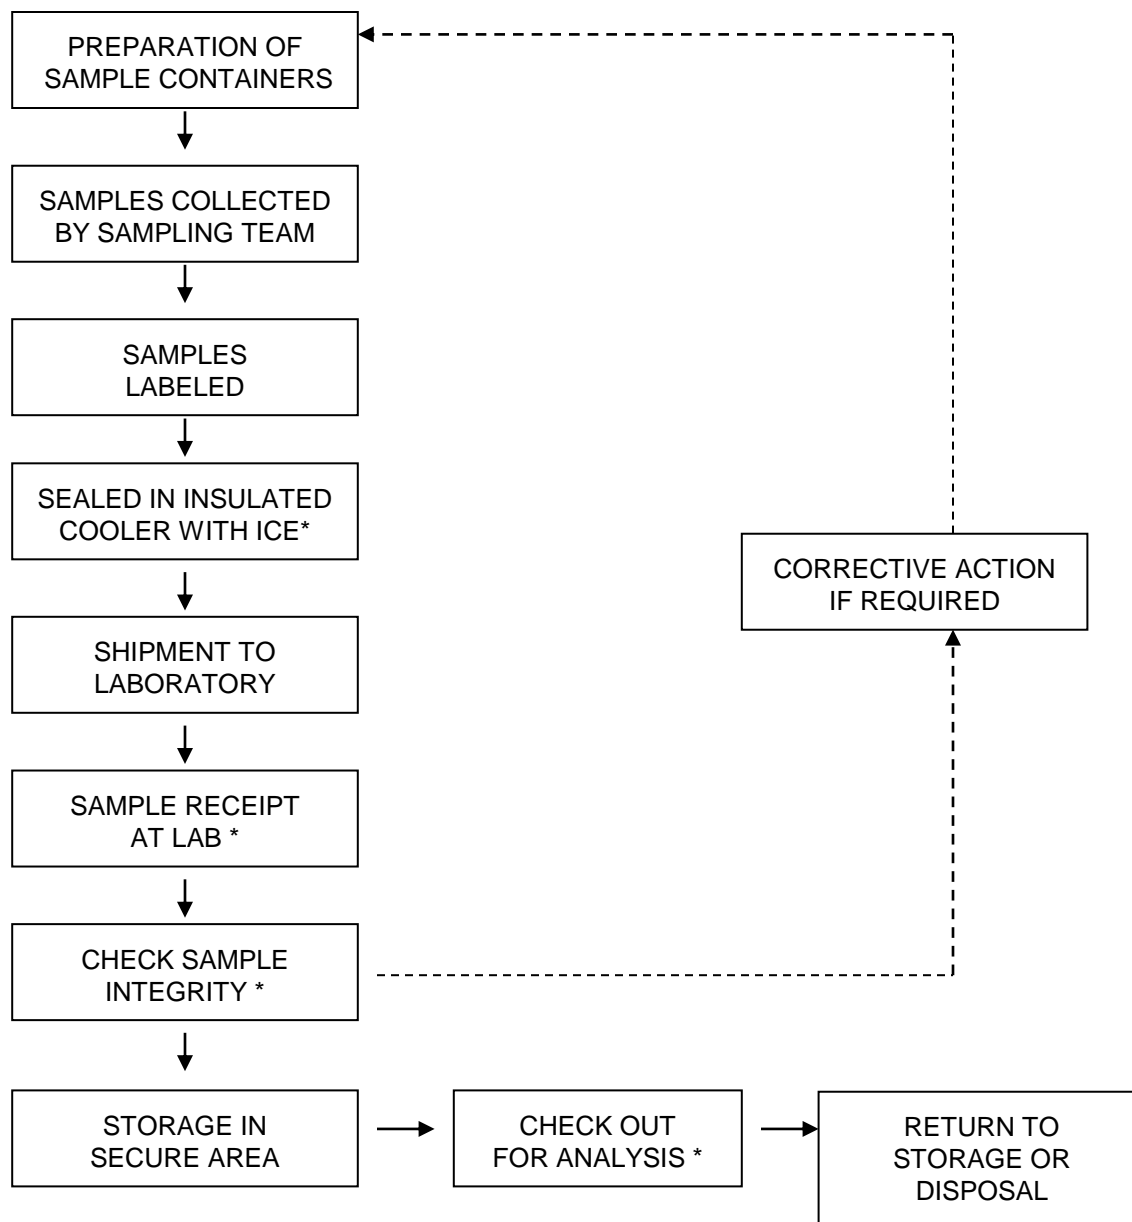 PREPARATION OF
SAMPLE CONTAINERS
SAMPLES COLLECTED
BY SAMPLING TEAM
SAMPLES
LABELED
SEALED IN INSULATED
COOLER WITH ICE*
CORRECTIVE ACTION
IF REQUIRED
SHIPMENT TO
LABORATORY
SAMPLE RECEIPT
AT LAB *
CHECK SAMPLE
INTEGRITY *
STORAGE IN
SECURE AREA
CHECK OUT
FOR ANALYSIS *
RETURN TO
STORAGE OR
DISPOSAL